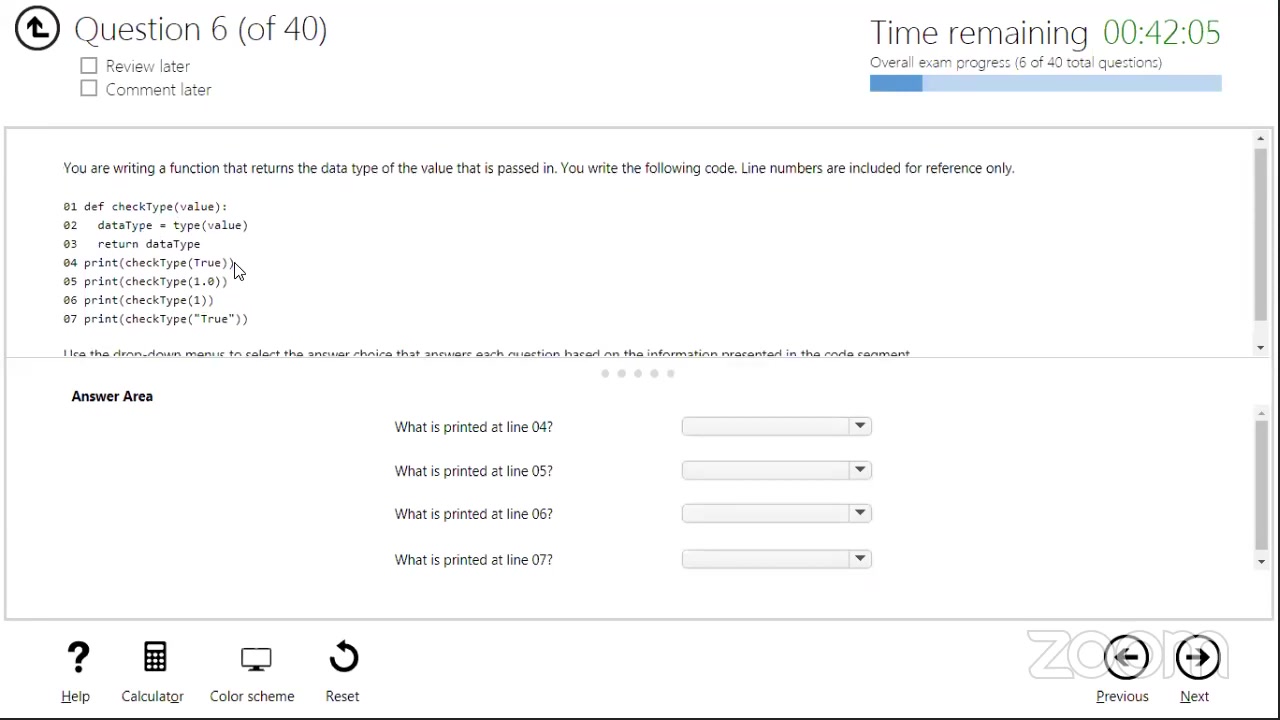 Question 6 (of 40)
Review later
Comment later
Time remaining 00:42:05
Overall exam progress (6 of 40 total questions)
You are writing a function that returns the data type of the value that is passed in. You write the following code. Line numbers are included for reference only.
01 def checkType(value):
02   dataType = type(value)
03   return dataType
04 print(checkType(True))
05 print(checkType(1.0))
06 print(checkType(1))
07 print(checkType("True"))
Use the drop-down menus to select the answer choice that answers each question based on the information presented in the code segment.
Answer Area
What is printed at line 04?
What is printed at line 05?
What is printed at line 06?
What is printed at line 07?
? 
Help
Calculator
Color scheme
Reset
zoom
Previous
Next